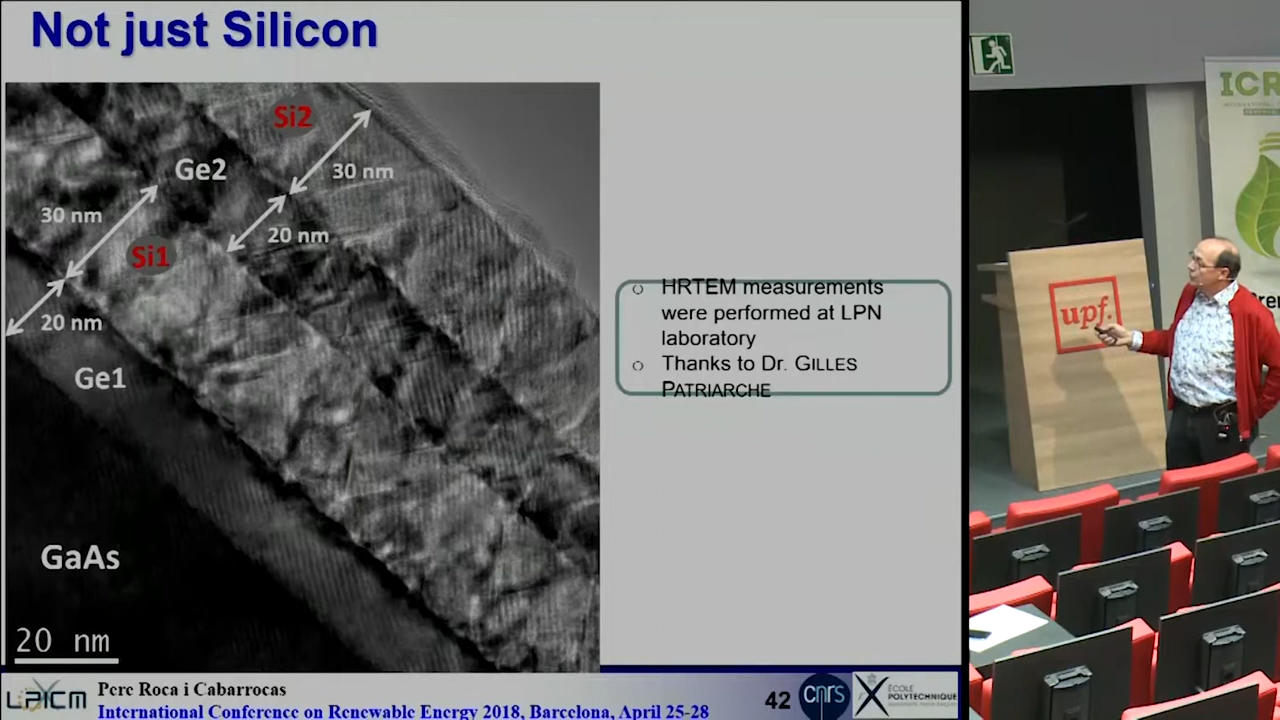 Not just Silicon
Si2
Ge2
30 nm
30 nm
20 nm
Si1
20 nm
Ge1
GaAs
20 nm
HRTEM measurements
were performed at LPN
laboratory
Thanks to Dr. GILLES
PATRIARCHE
LPICM
Pere Roca i Cabarrocas
International Conference on Renewable Energy 2018, Barcelona, April 25-28
42
cnrs
ÉCOLE
POLYTECHNIQUE
upf.